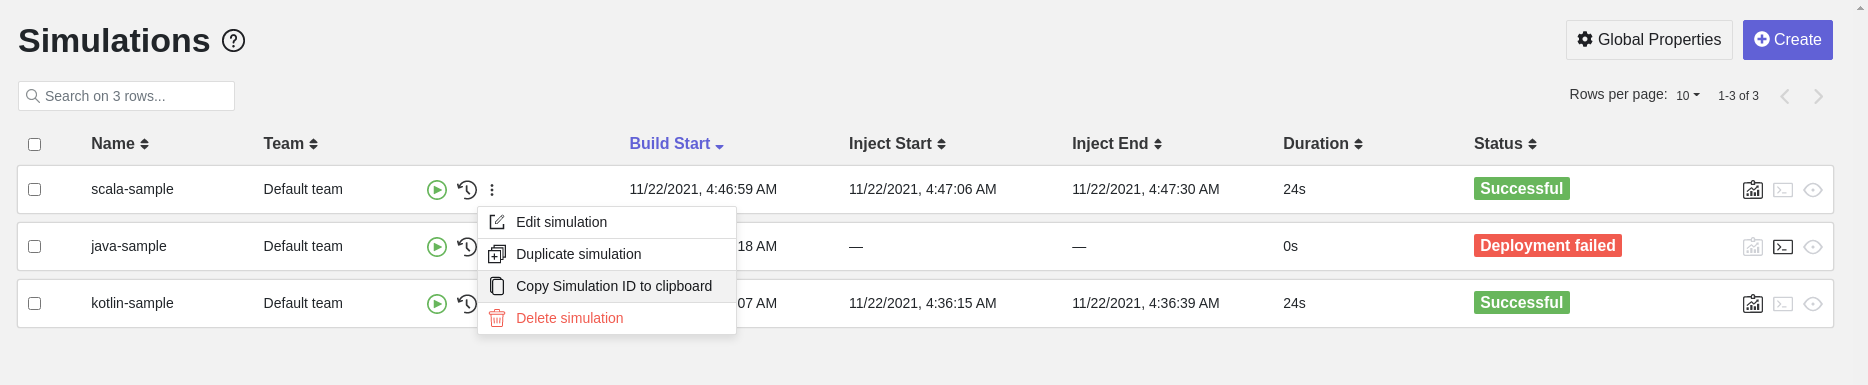 Simulations
Global Properties
Create
Search on 3 rows...
Rows per page: 10 1-3 of 3
Name Team Build Start Inject Start Inject End Duration Status
scala-sample Default team 11/22/2021, 4:46:59 AM 11/22/2021, 4:47:06 AM 11/22/2021, 4:47:30 AM 24s Successful
Edit simulation
java-sample Default team 18 AM — — 0s Deployment failed
Duplicate simulation
Copy Simulation ID to clipboard
kotlin-sample Default team 07 AM 11/22/2021, 4:36:15 AM 11/22/2021, 4:36:39 AM 24s Successful
Delete simulation